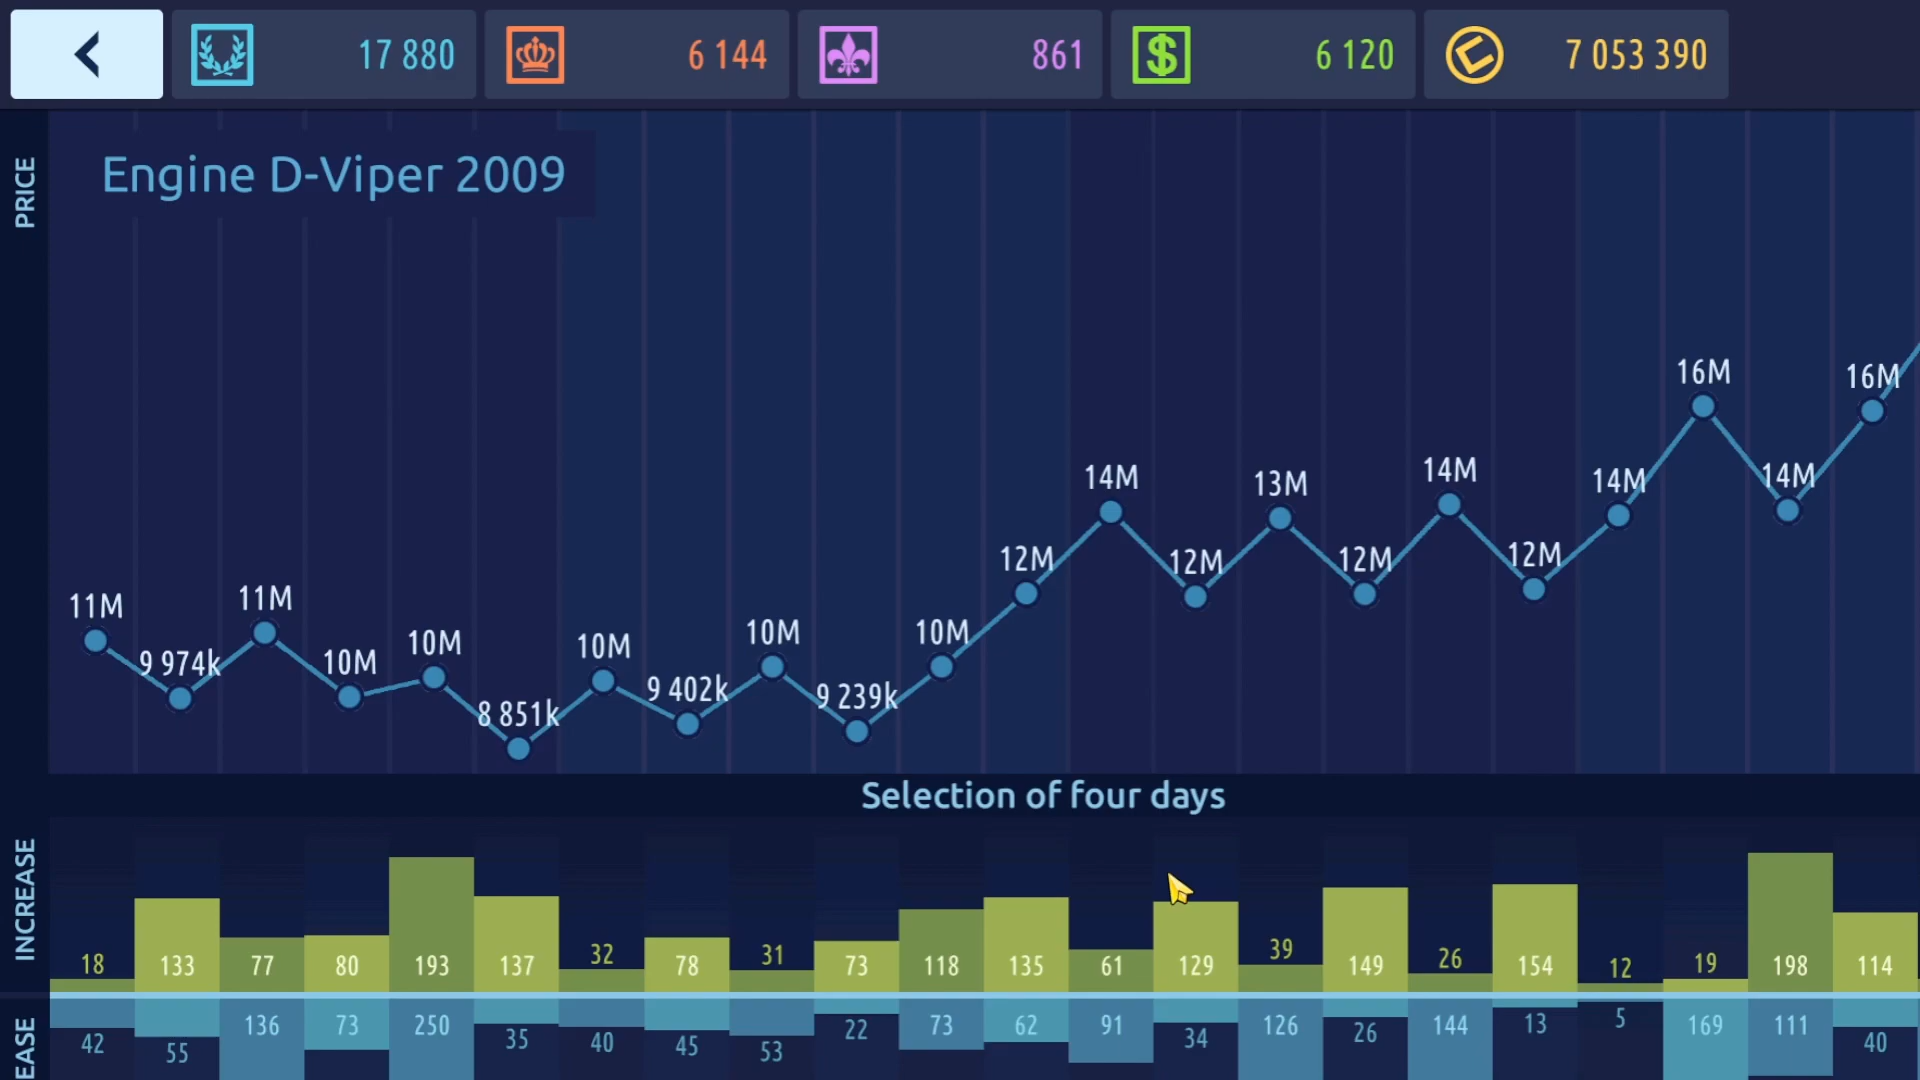 17 880 6 144 861 6 120 7 053 390
PRICE
Engine D-Viper 2009
11M 9 974k 11M 10M 10M 8 851k 10M 9 402k 10M 9 239k 10M 12M 14M 12M 13M 12M 14M 12M 14M 16M 14M 16M
Selection of four days
INCREASE
18 133 77 80 193 137 32 78 31 73 118 135 61 129 39 149 26 154 12 19 198 114
EASE
42 55 136 73 250 35 40 45 53 22 73 62 91 34 126 26 144 13 5 169 111 40